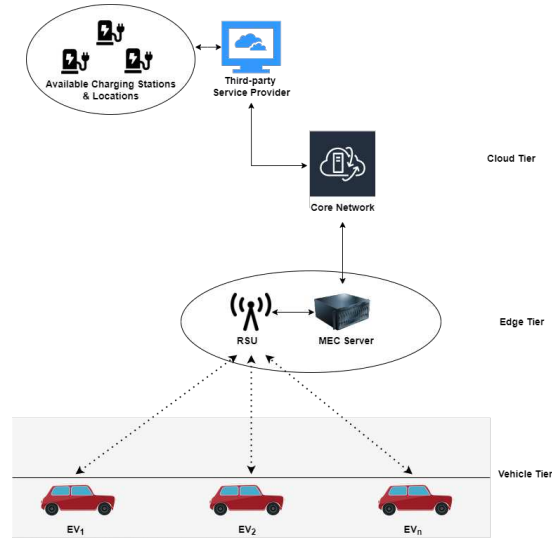 Available Charging Stations
& Locations
Third-party
Service Provider
Cloud Tier
Core Network
Edge Tier
RSU
MEC Server
Vehicle Tier
EV1
EV2
EVn